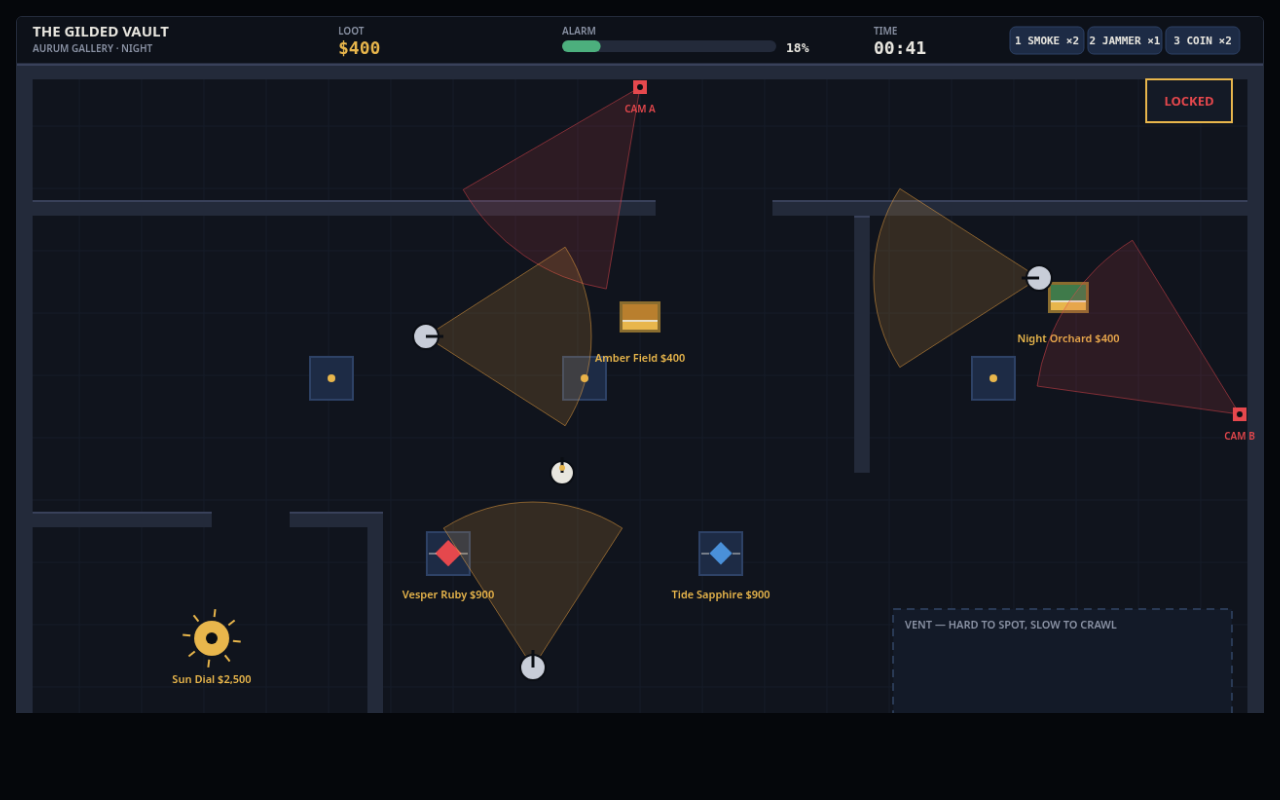 THE GILDED VAULT
AURUM GALLERY · NIGHT
LOOT
$400
ALARM
18%
TIME
00:41
1 SMOKE ×2
2 JAMMER ×1
3 COIN ×2
LOCKED
CAM A
Amber Field $400
Night Orchard $400
CAM B
Vesper Ruby $900
Tide Sapphire $900
VENT — HARD TO SPOT, SLOW TO CRAWL
Sun Dial $2,500